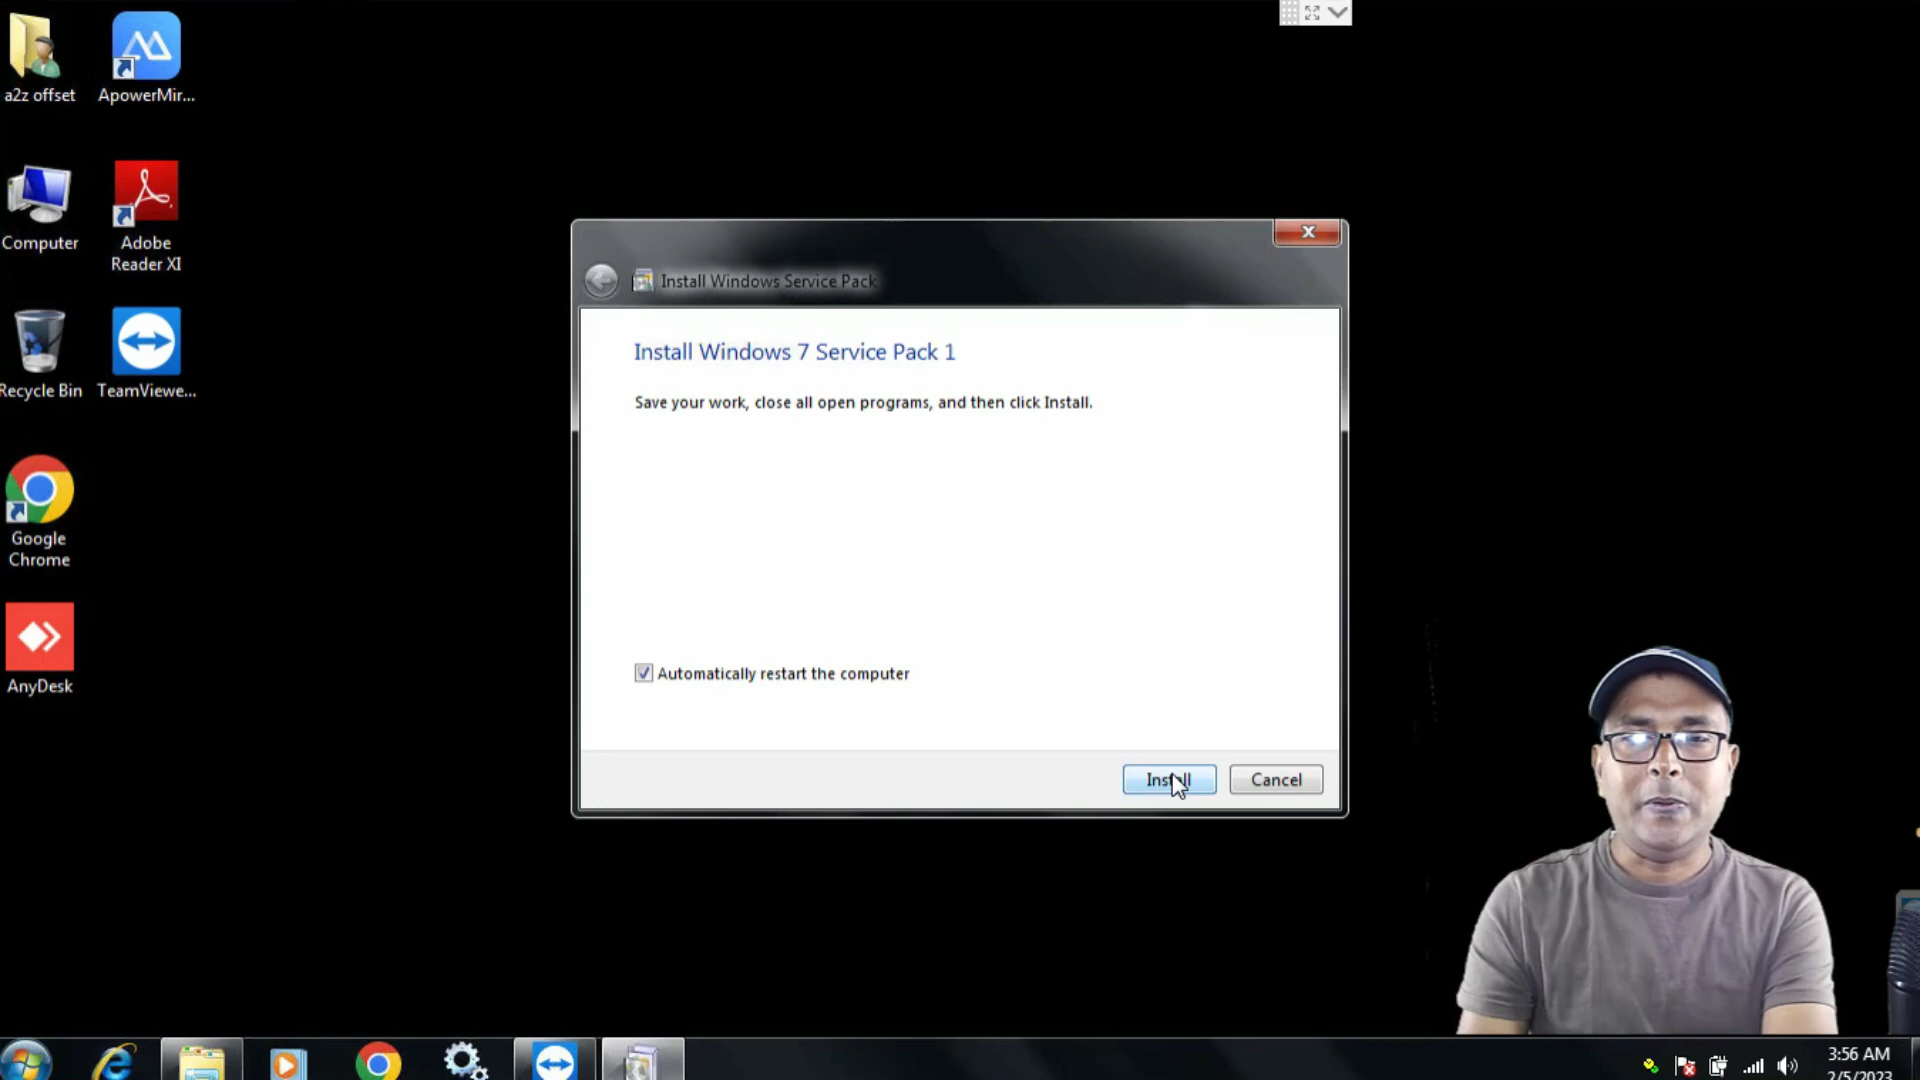 a2z offset
ApowerMir...
Computer
Adobe
Reader XI
Recycle Bin
TeamViewe...
Google
Chrome
AnyDesk
Install Windows Service Pack
Install Windows 7 Service Pack 1
Save your work, close all open programs, and then click Install.
Automatically restart the computer
Install
Cancel
3:56 AM
2/5/2023